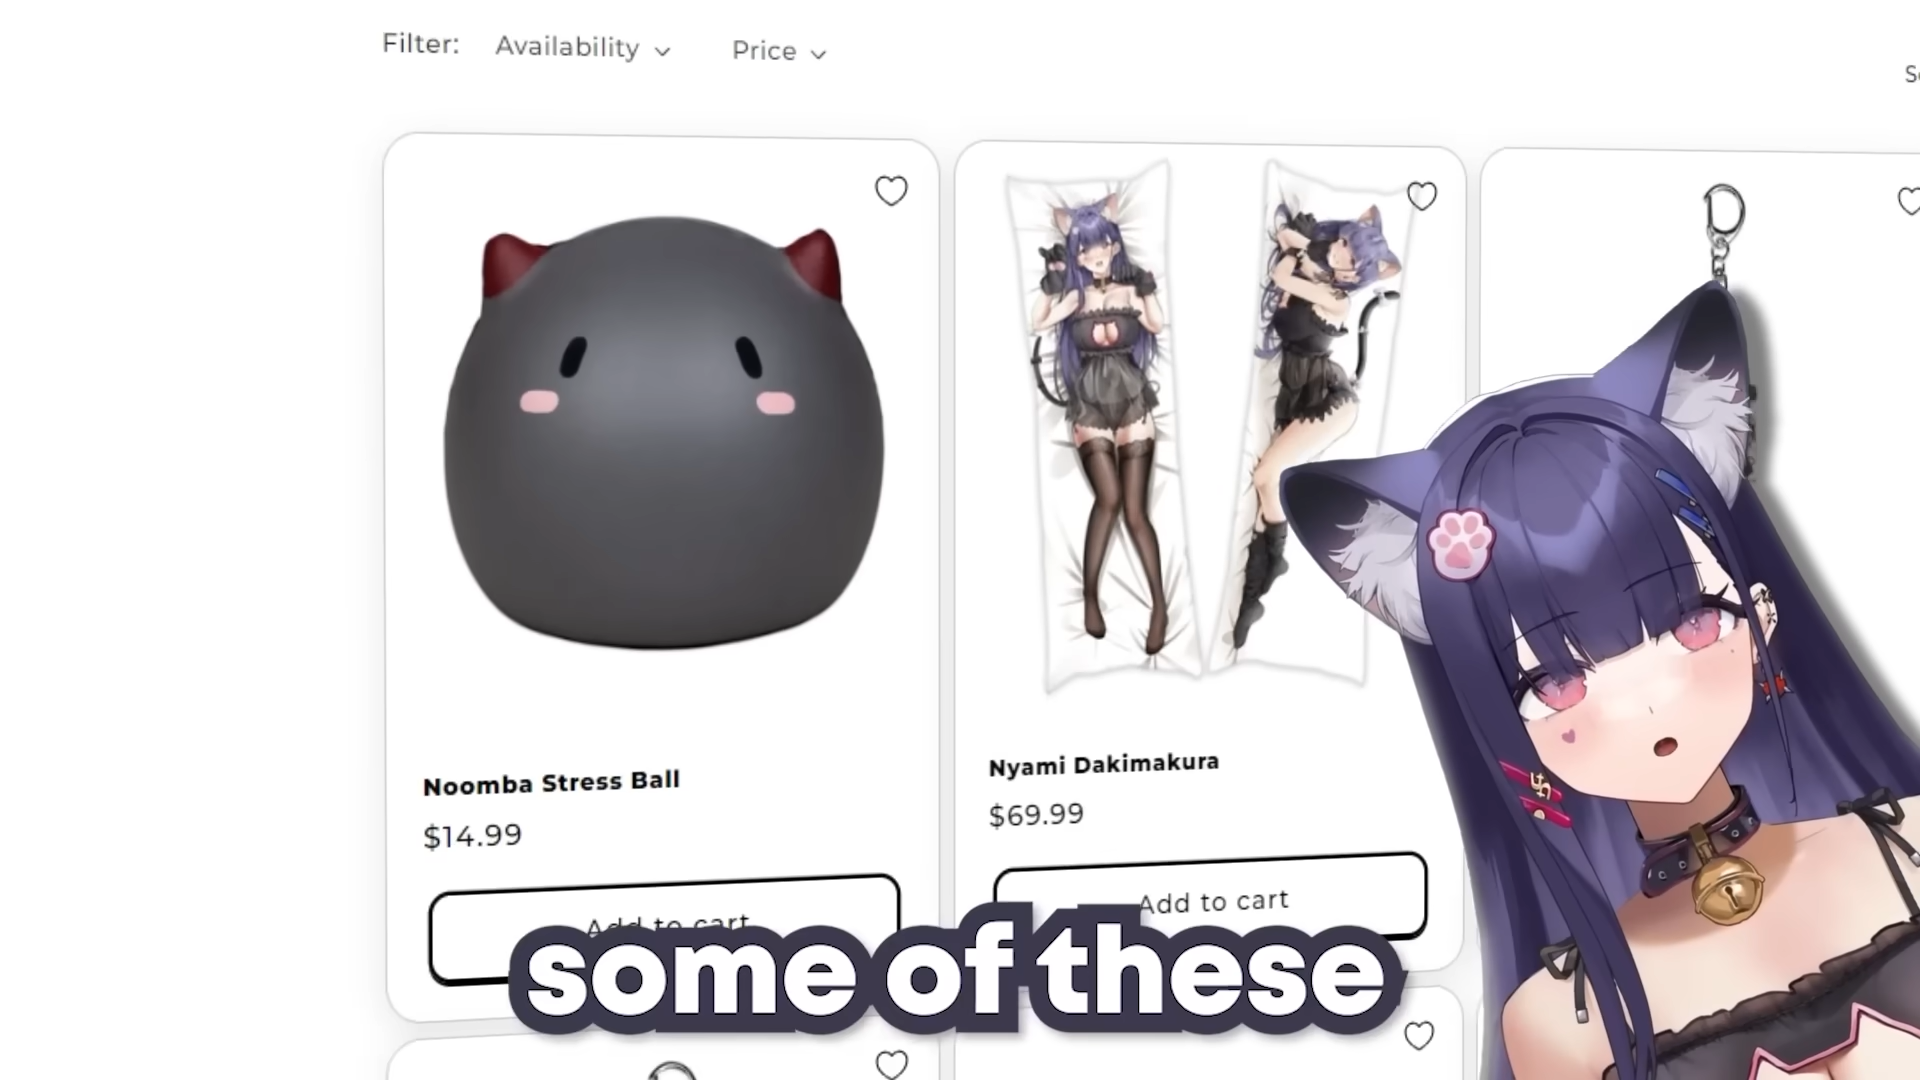 Filter:
Availability
Price
Noomba Stress Ball
$14.99
Add to cart
Nyami Dakimakura
$69.99
Add to cart
some of these